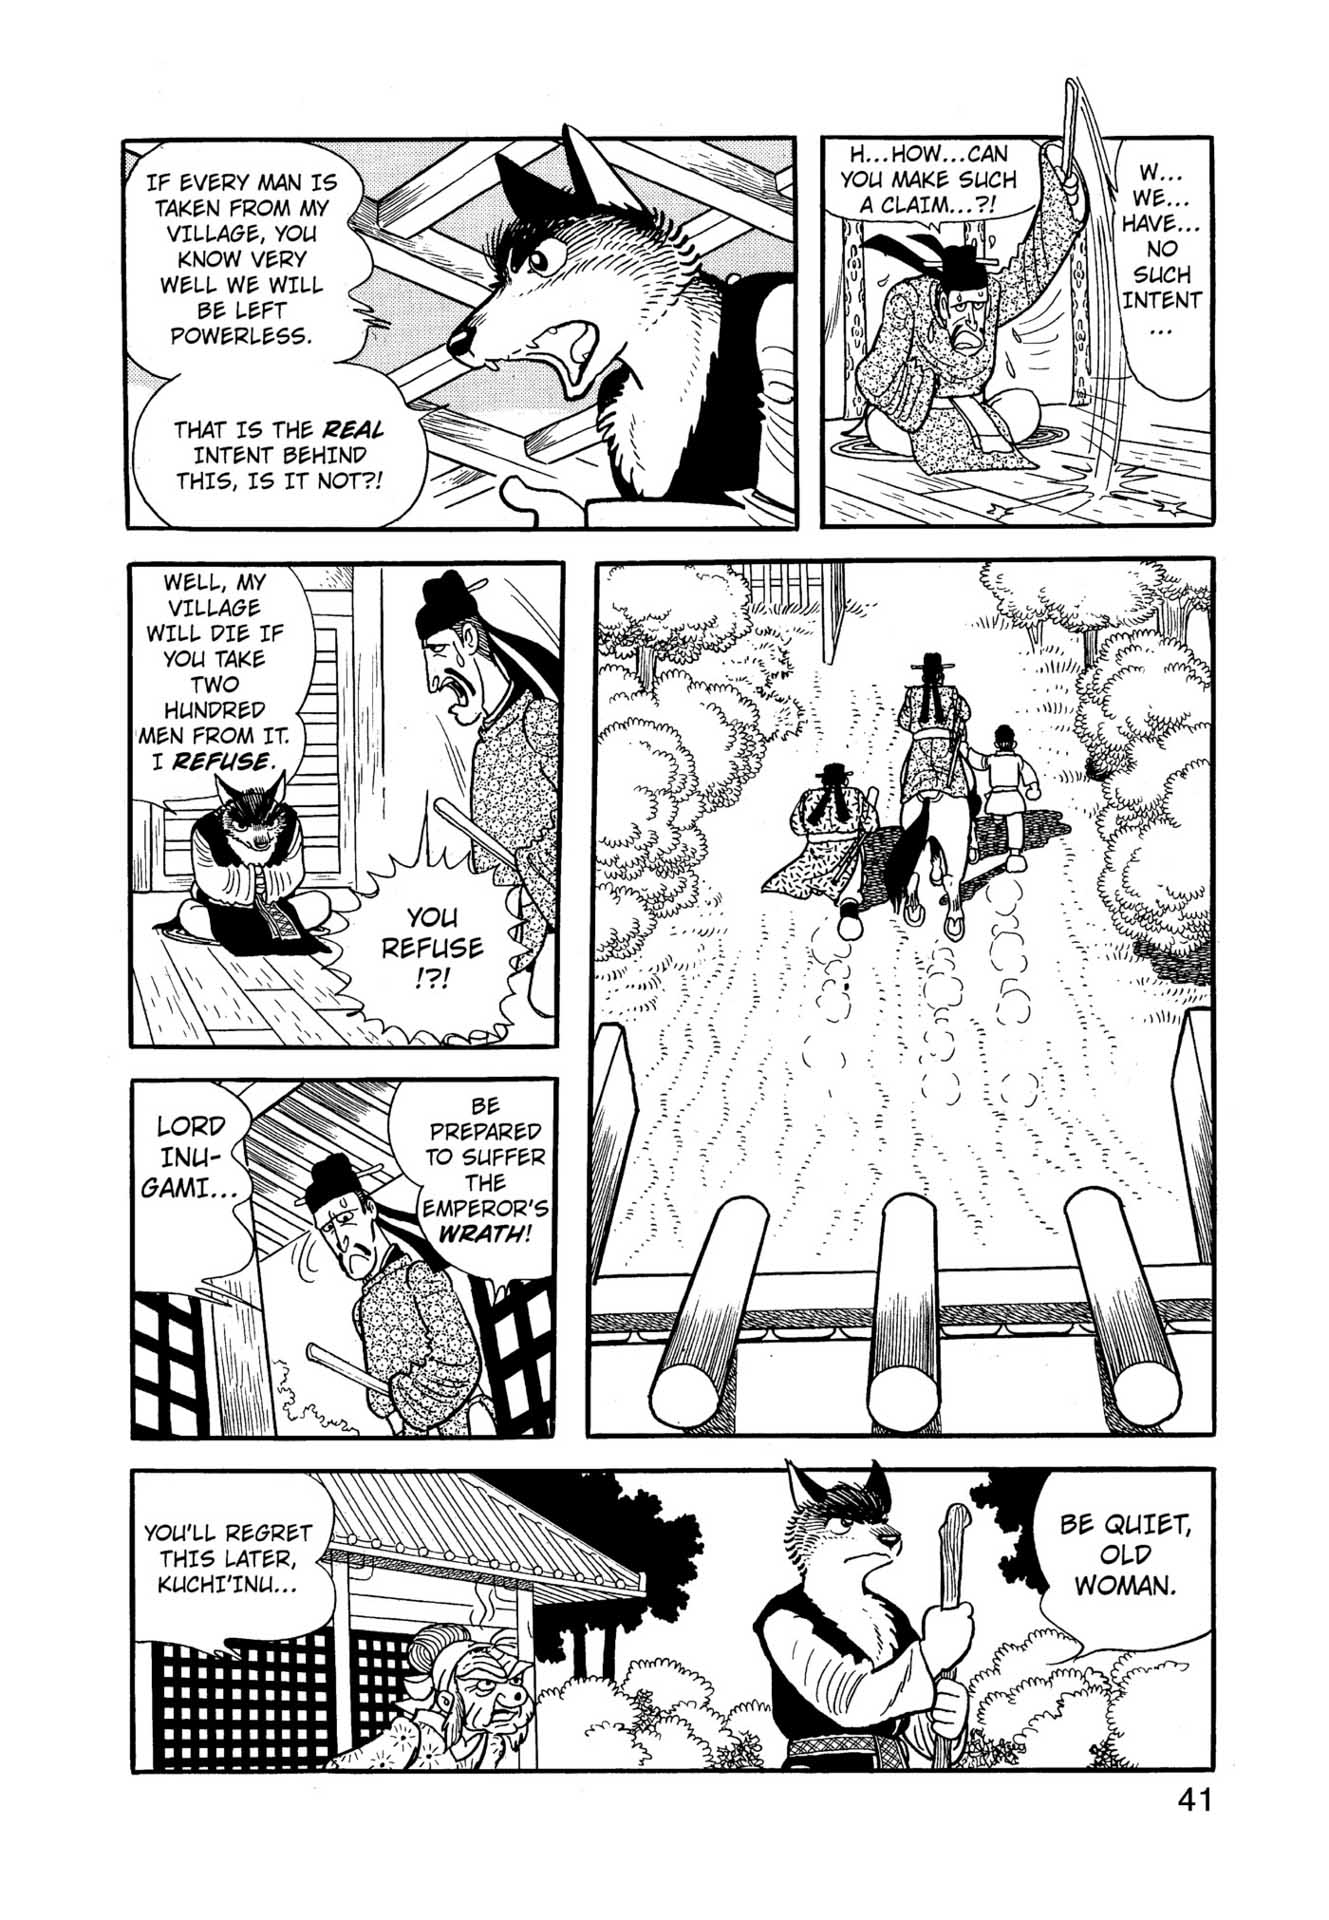 IF EVERY MAN IS
TAKEN FROM MY
VILLAGE, YOU
KNOW VERY
WELL WE WILL
BE LEFT
POWERLESS.
THAT IS THE REAL
INTENT BEHIND
THIS, IS IT NOT?!
H...HOW...CAN
YOU MAKE SUCH
A CLAIM...?!
W...
WE...
HAVE...
NO
SUCH
INTENT
...
WELL, MY
VILLAGE
WILL DIE IF
YOU TAKE
TWO
HUNDRED
MEN FROM IT.
I REFUSE.
YOU
REFUSE
!?!
LORD
INU-
GAMI...
BE
PREPARED
TO SUFFER
THE
EMPEROR'S
WRATH!
YOU'LL REGRET
THIS LATER,
KUCHI'INU...
BE QUIET,
OLD
WOMAN.
41